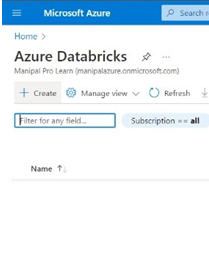 Microsoft Azure
Search r
Home >
Azure Databricks
Manipal Pro Learn (manipalazure.onmicrosoft.com)
+ Create
Manage view
Refresh
Filter for any field...
Subscription == all
Name ↑